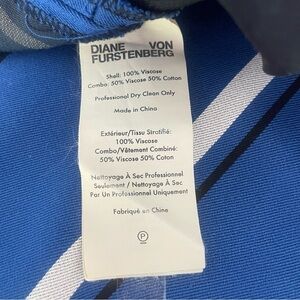 DIANE VON
FURSTENBERG
Shell: 100% Viscose
Combo: 50% Viscose 50% Cotton
Professional Dry Clean Only
Made in China
Extérieur/Tissu Stratifié:
100% Viscose
Combo/Vêtement Combiné:
50% Viscose 50% Coton
Nettoyage À Sec Professionnel
Seulement / Nettoyage À Sec
Par Un Professionnel Uniquement
Fabriqué en Chine
P